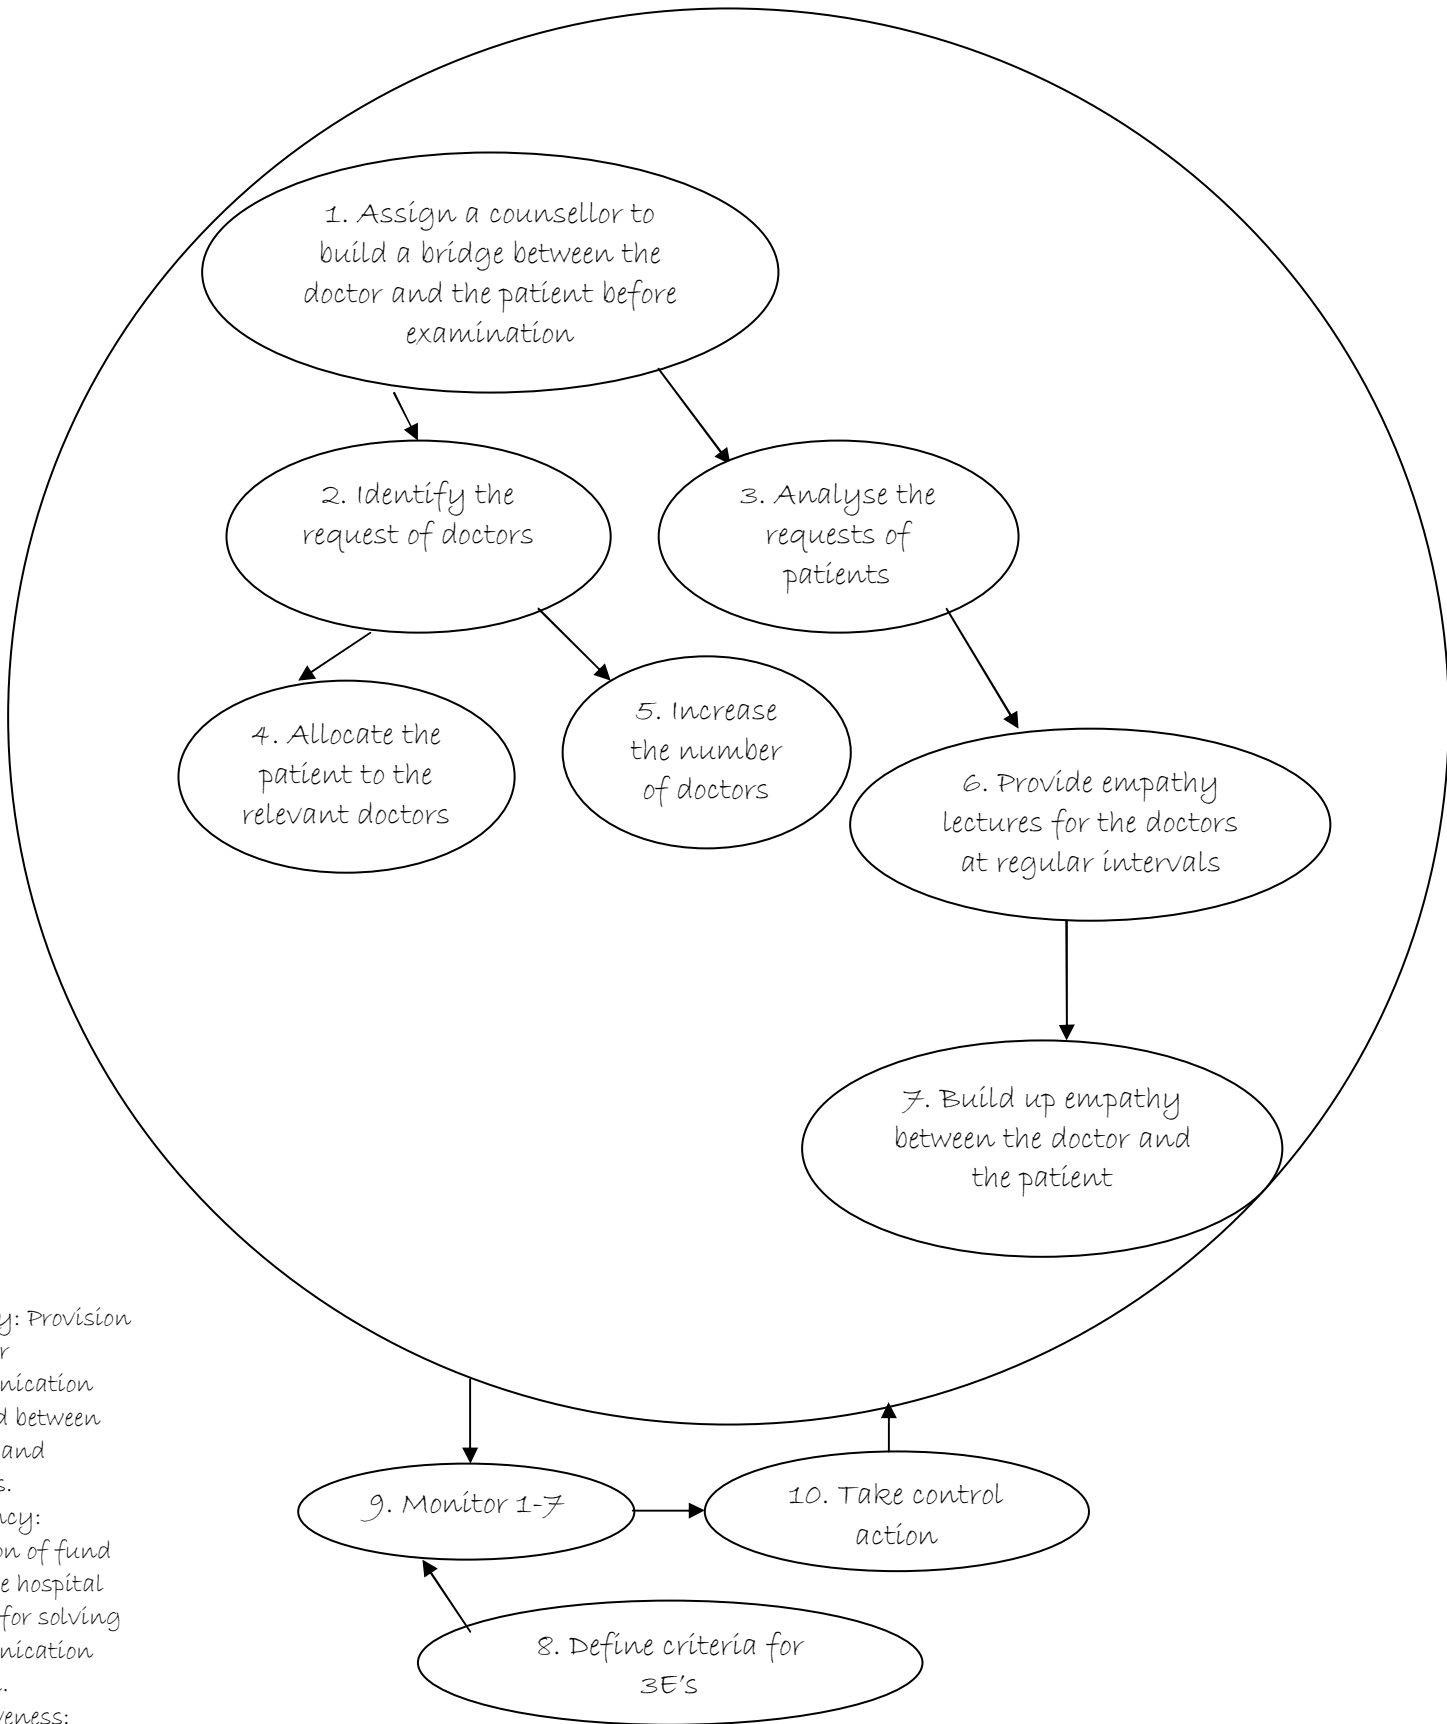 1. Assign a counsellor to
build a bridge between the
doctor and the patient before
examination
2. Identify the
request of doctors
3. Analyse the
requests of
patients
4. Allocate the
patient to the
relevant doctors
5. Increase
the number
of doctors
6. Provide empathy
lectures for the doctors
at regular intervals
7. Build up empathy
between the doctor and
the patient
: Provision
between
and
on of fund
hospital
for solving
9. Monitor 1-7
10. Take control
action
8. Define criteria for
3E's